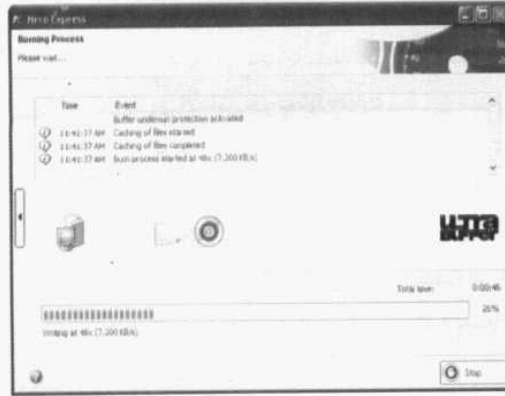 Nero Express
Burning Process
Please wait...
Time Event
Buffer underrun protection activated
11:41:37 AM Caching of files started
11:41:37 AM Caching of files completed
11:41:37 AM Burn process started at 48x (7,200 KB/s)
ULTRA
BUFFER
Total time: 0:00:46
26%
Writing at 48x (7,200 KB/s)
Stop